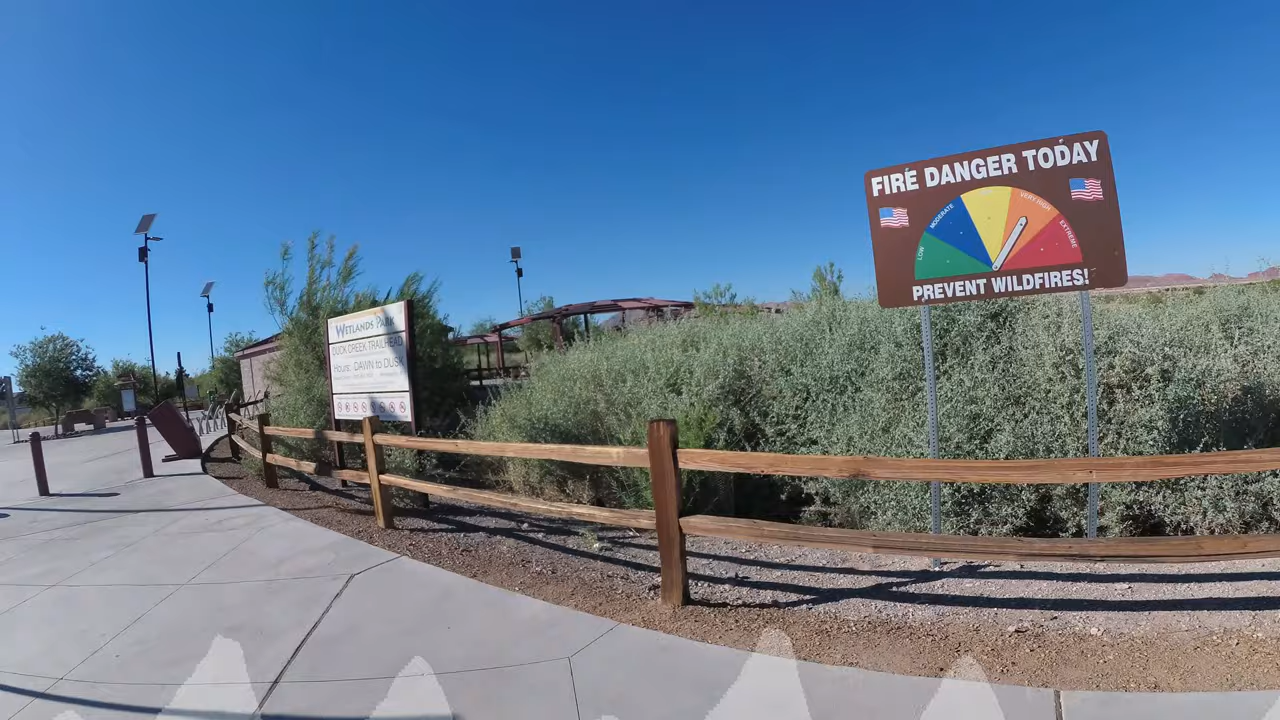 WETLANDS PARK
DUCK CREEK TRAILHEAD
Hours: DAWN to DUSK
FIRE DANGER TODAY
LOW
MODERATE
VERY HIGH
EXTREME
PREVENT WILDFIRES!